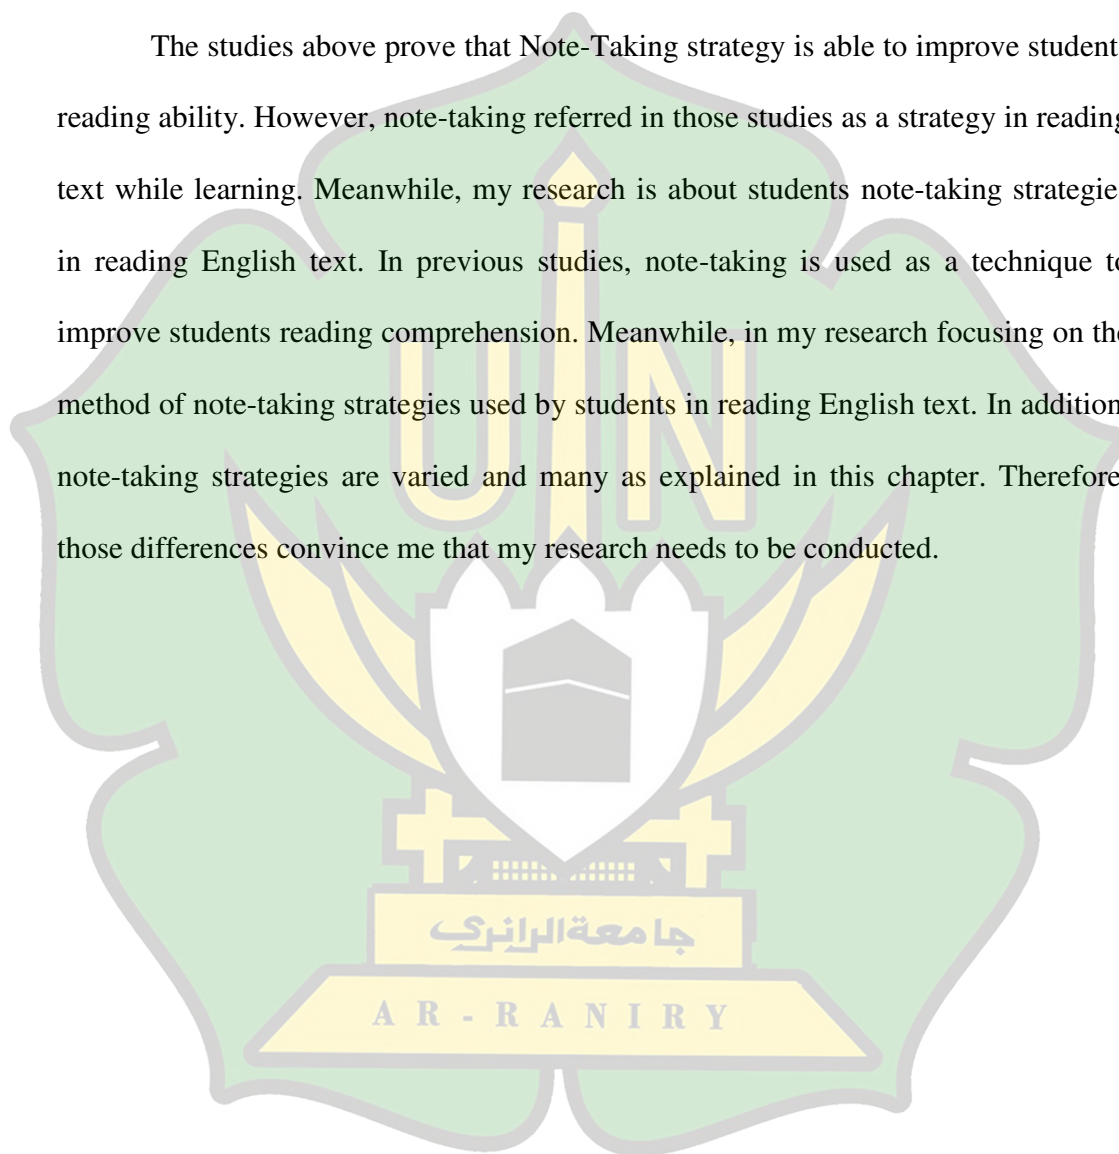 The studies above prove that Note-Taking strategy is able to improve student
reading ability. However, note-taking referred in those studies as a strategy in reading
text while learning. Meanwhile, my research is about students note-taking strategie
in reading English text. In previous studies, note-taking is used as a technique to
improve students reading comprehension. Meanwhile, in my research focusing on the
method of note-taking strategies used by students in reading English text. In addition
note-taking strategies are varied and many as explained in this chapter. Therefore
those differences convince me that my research needs to be conducted.
UIN
جامعة الرانري
AR-RANIRY